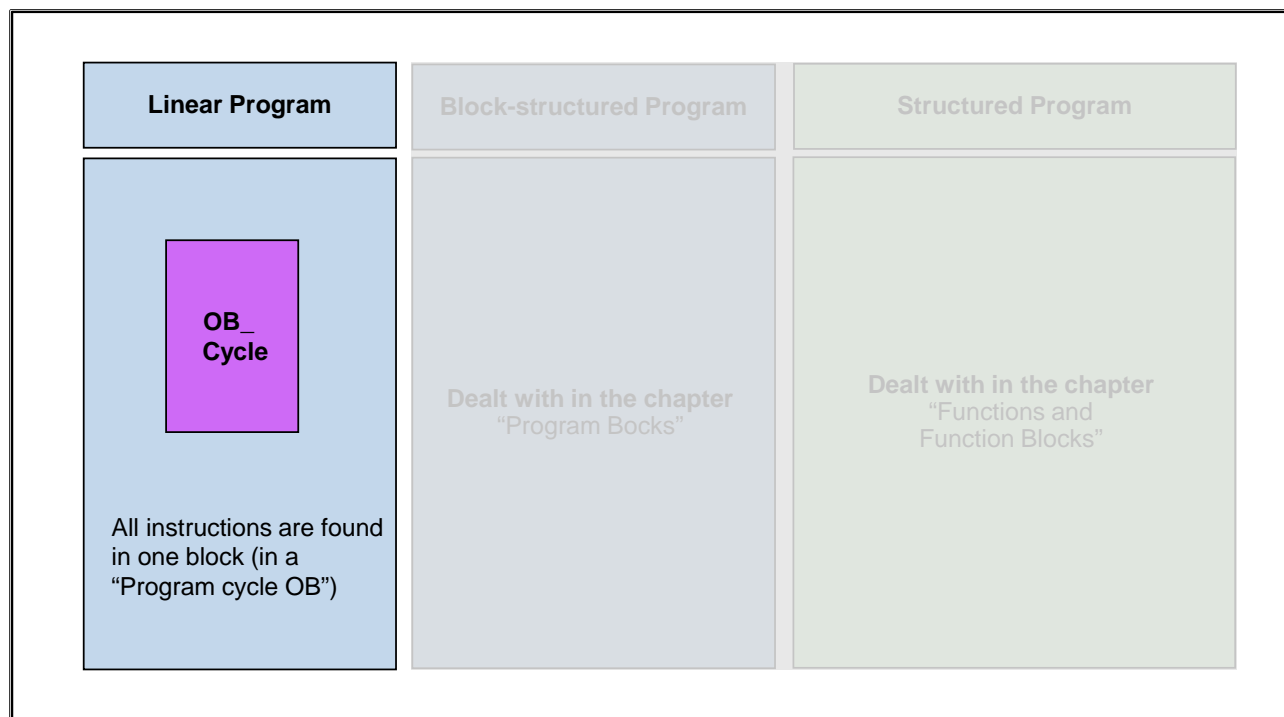 Linear Program
Block-structured Program
Structured Program
OB_
Cycle
All instructions are found
in one block (in a
“Program cycle OB”)
Dealt with in the chapter
“Program Bocks”
Dealt with in the chapter
“Functions and
Function Blocks”